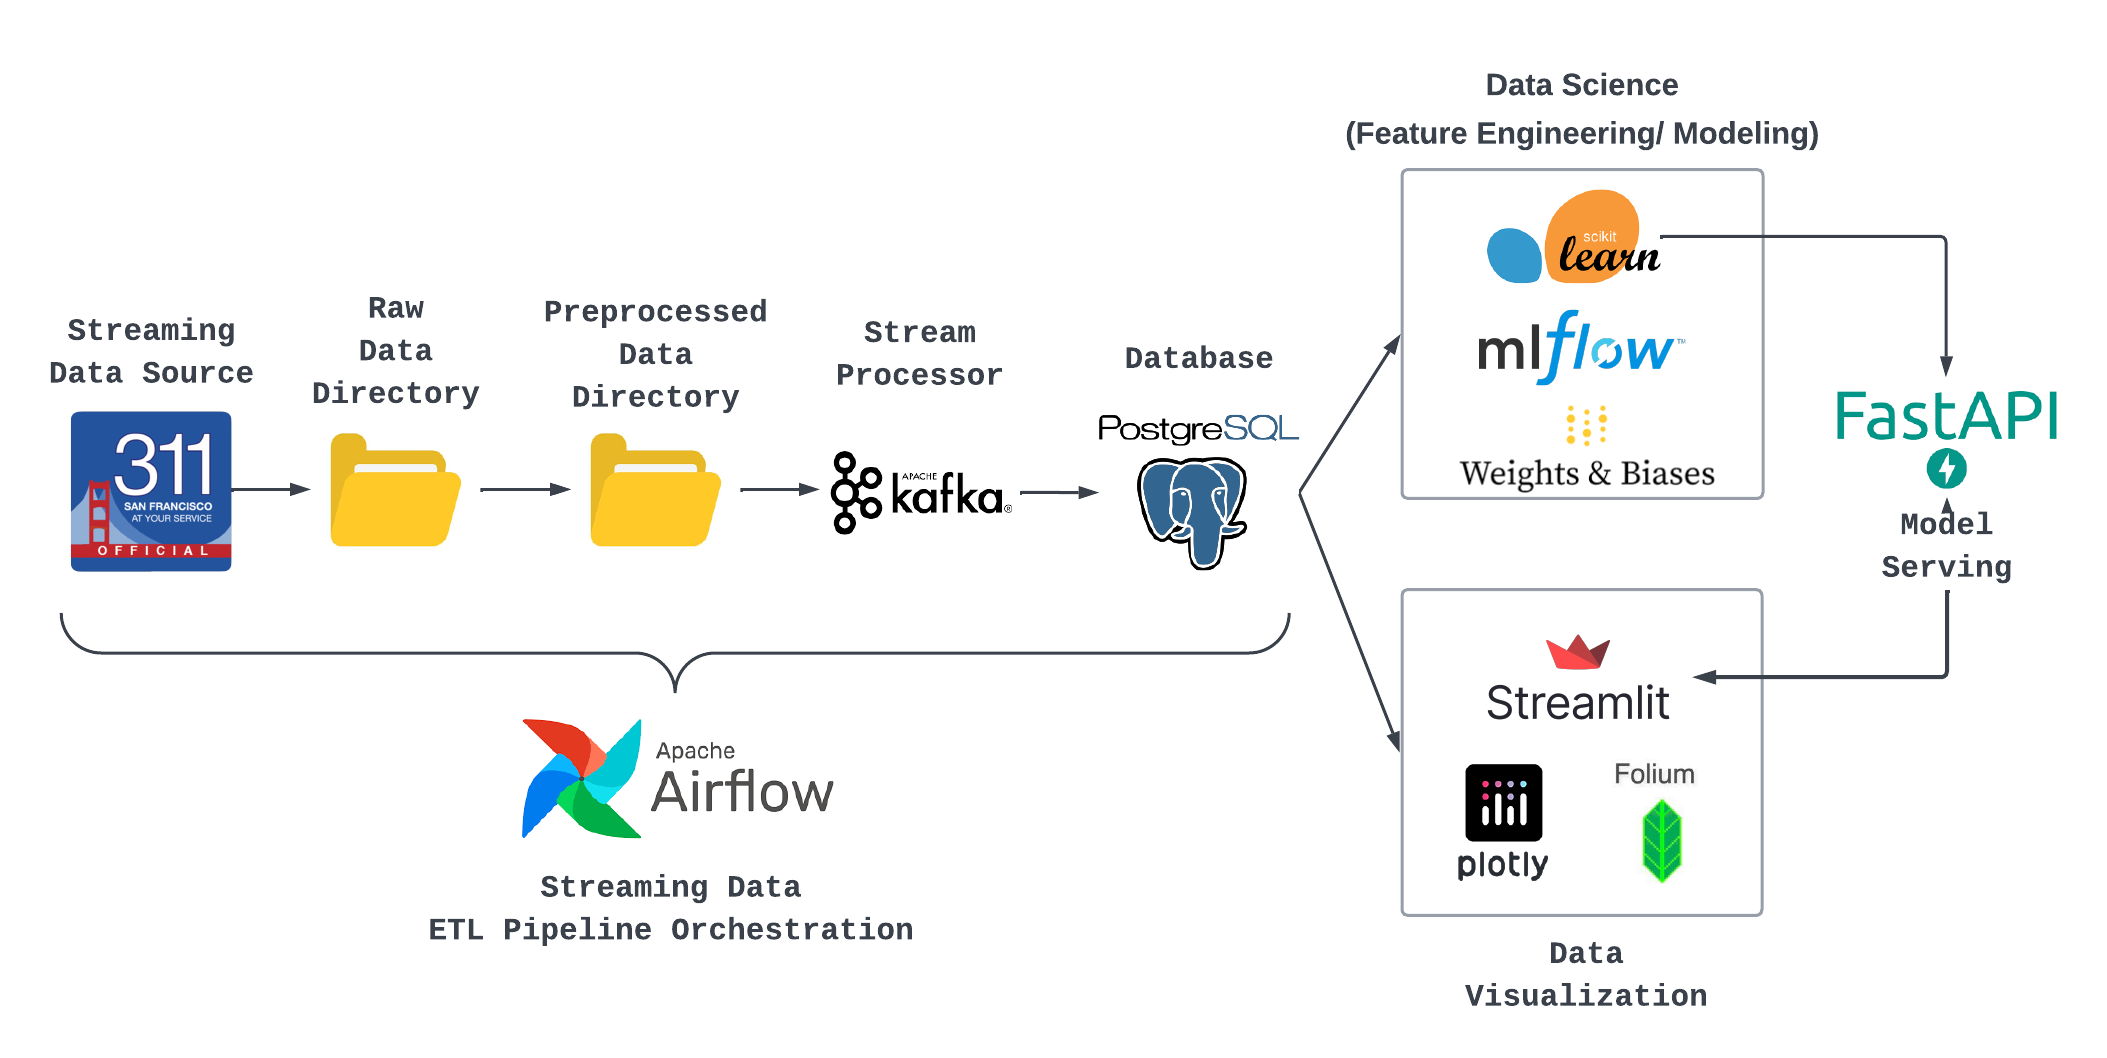 Streaming
Data Source
311
SAN FRANCISCO
AT YOUR SERVICE
OFFICIAL
Raw
Data
Directory
Preprocessed
Data
Directory
Stream
Processor
APACHE
kafka®
Database
PostgreSQL
Data Science
(Feature Engineering/ Modeling)
scikit
learn
mlflow™
Weights & Biases
FastAPI
Model
Serving
Streamlit
plotly
Folium
Data
Visualization
Apache
Airflow
Streaming Data
ETL Pipeline Orchestration